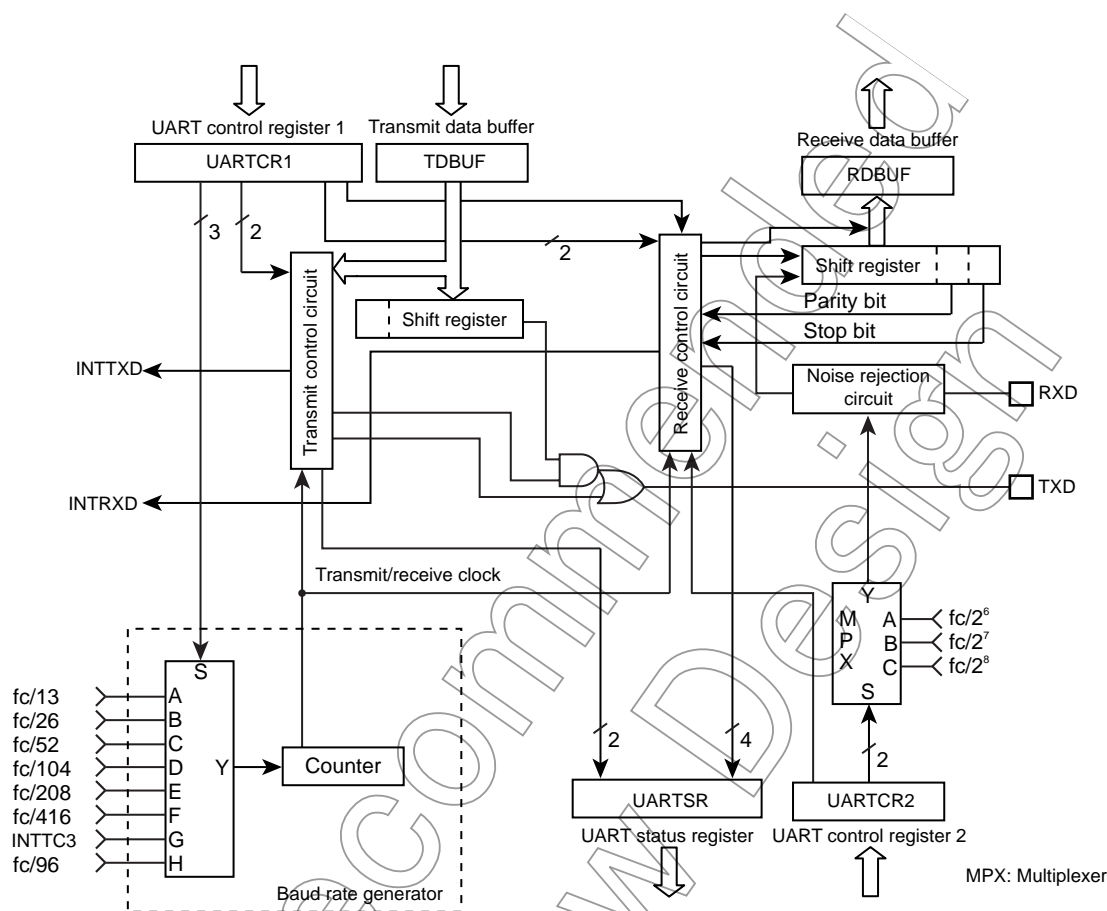 UART control register 1
Transmit data buffer
Receive data buffer
UARTCR1
TDBUF
RDBUF
3
2
2
Transmit control circuit
Shift register
Receive control circuit
Shift register
Parity bit
Stop bit
INTTXD
Noise rejection
circuit
RXD
INTRXD
TXD
Transmit/receive clock
S
fc/13
fc/26
fc/52
fc/104
fc/208
fc/416
INTTC3
fc/96
A
B
C
D
E
F
G
H
Y
Counter
Baud rate generator
Y
M
P
X
A
B
C
S
fc/2⁶
fc/2⁷
fc/2⁸
2
4
2
UARTSR
UART status register
UARTCR2
UART control register 2
MPX: Multiplexer